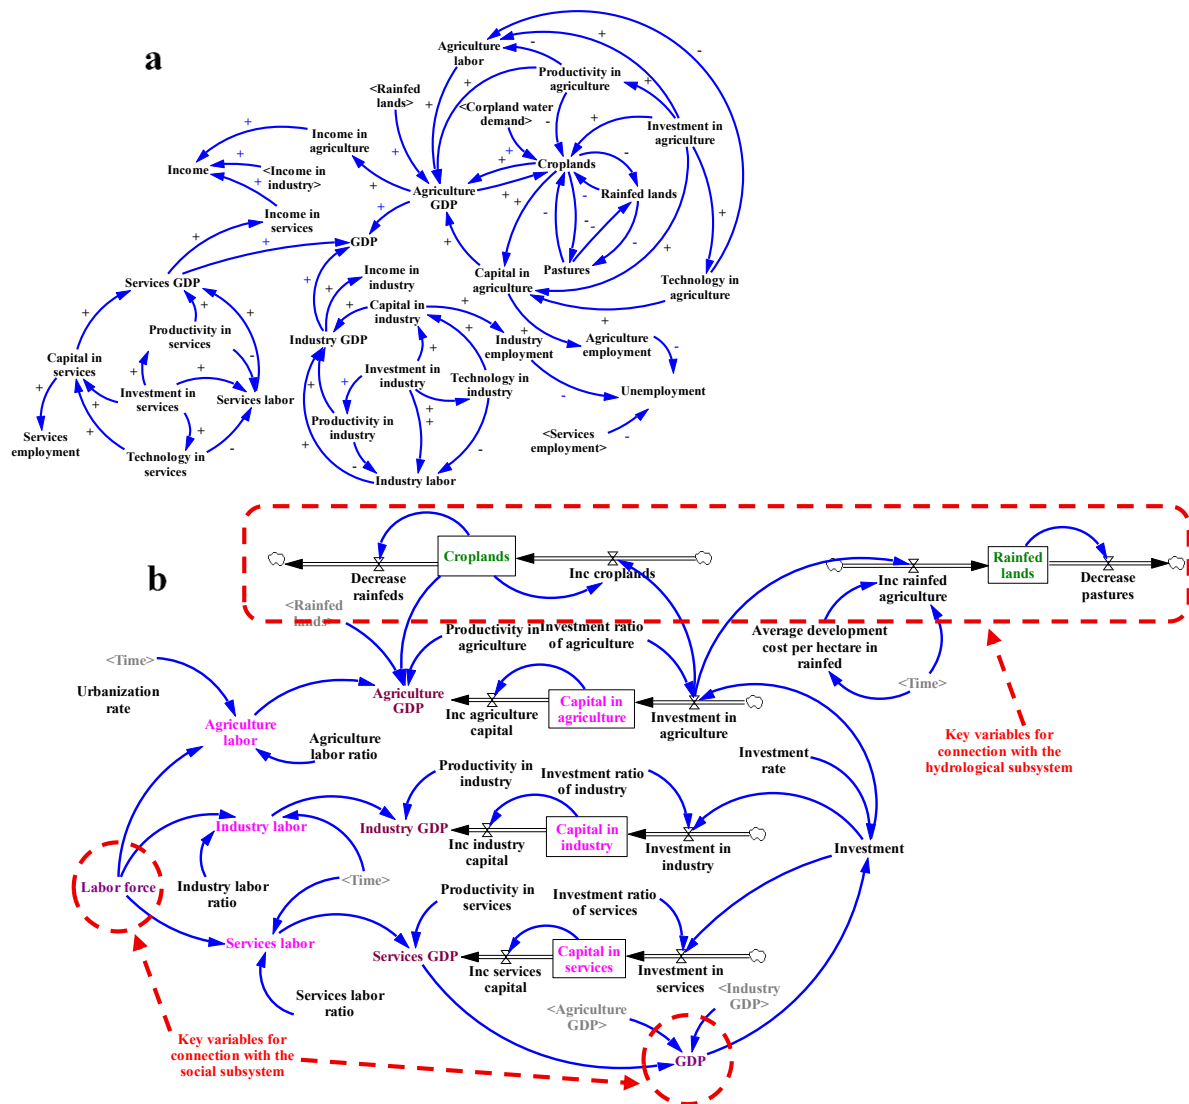 a
Agriculture
labor
Productivity in
agriculture
<Rainfed
lands>
<Corpland water
demand>
Investment in
agriculture
Income in
agriculture
Croplands
Income
<Income in
industry>
Agriculture
GDP
Rainfed lands
Income in
services
GDP
Pastures
Income in
industry
Capital in
agriculture
Technology in
agriculture
Services GDP
Capital in
industry
Productivity in
services
Industry GDP
Industry
employment
Agriculture
employment
Capital in
services
Investment in
industry
Technology in
industry
Unemployment
Investment in
services
Services labor
Productivity in
industry
Services
employment
<Services
employment>
Technology in
services
Industry labor
b
Croplands
Decrease
rainfeds
Inc croplands
Inc rainfed
agriculture
Rainfed
lands
Decrease
pastures
<Rainfed
lands>
Productivity in
agriculture
Investment ratio
of agriculture
Average development
cost per hectare in
rainfed
<Time>
<Time>
Urbanization
rate
Agriculture
GDP
Inc agriculture
capital
Capital in
agriculture
Investment in
agriculture
Agriculture
labor
Agriculture
labor ratio
Key variables for
connection with the
hydrological subsystem
Investment
rate
Productivity in
industry
Investment ratio
of industry
Industry labor
Industry GDP
Inc industry
capital
Capital in
industry
Investment in
industry
Investment
Labor force
Industry labor
ratio
<Time>
Productivity in
services
Investment ratio
of services
Services labor
Services GDP
Inc services
capital
Capital in
services
Investment in
services
Services labor
ratio
<Agriculture
GDP>
<Industry
GDP>
Key variables for
connection with the
social subsystem
GDP